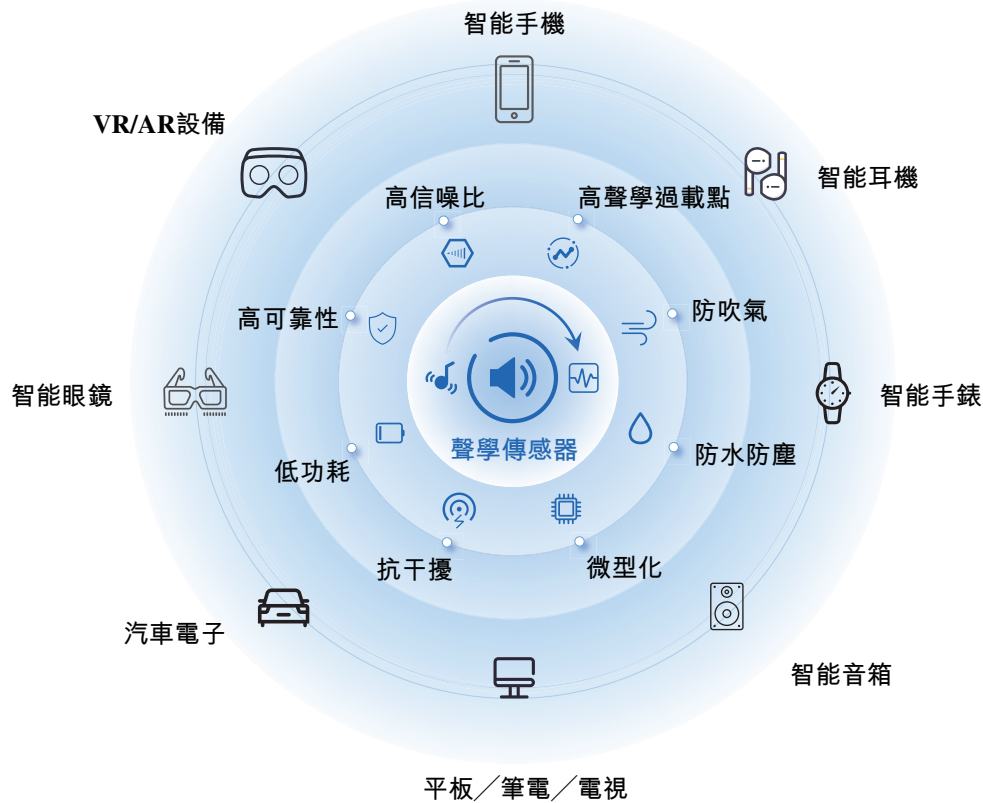 智能手機
VR/AR設備
智能耳機
高信噪比
高聲學過載點
高可靠性
防吹氣
智能眼鏡
智能手錶
聲學傳感器
低功耗
防水防塵
抗干擾
微型化
汽車電子
智能音箱
平板／筆電／電視